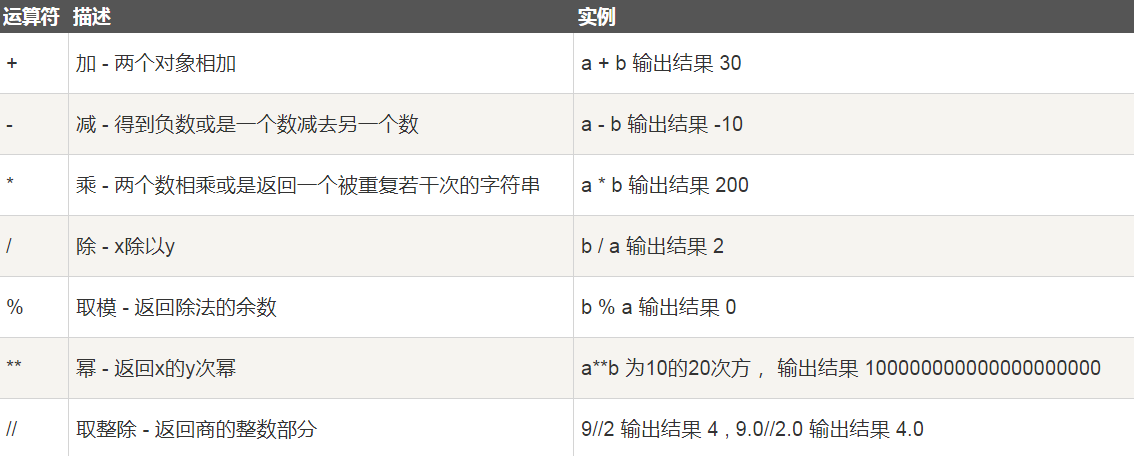 运算符 描述 实例
+ 加 - 两个对象相加 a + b 输出结果 30
- 减 - 得到负数或是一个数减去另一个数 a - b 输出结果 -10
* 乘 - 两个数相乘或是返回一个被重复若干次的字符串 a * b 输出结果 200
/ 除 - x除以y b / a 输出结果 2
% 取模 - 返回除法的余数 b % a 输出结果 0
** 幂 - 返回x的y次幂 a**b 为10的20次方， 输出结果 100000000000000000000
// 取整除 - 返回商的整数部分 9//2 输出结果 4 , 9.0//2.0 输出结果 4.0